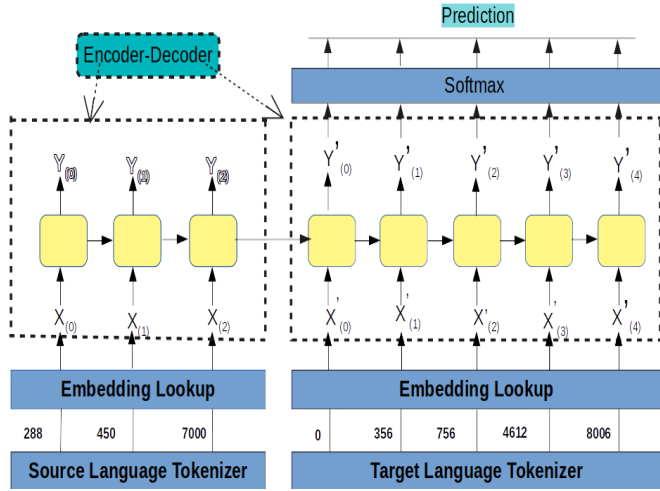 Prediction
Encoder-Decoder
Softmax
Y(0) Y(1) Y(2) Y'(0) Y'(1) Y'(2) Y'(3) Y'(4)
X(0) X(1) X(2) X'(0) X'(1) X'(2) X'(3) X'(4)
Embedding Lookup Embedding Lookup
288 450 7000 0 356 756 4612 8006
Source Language Tokenizer Target Language Tokenizer